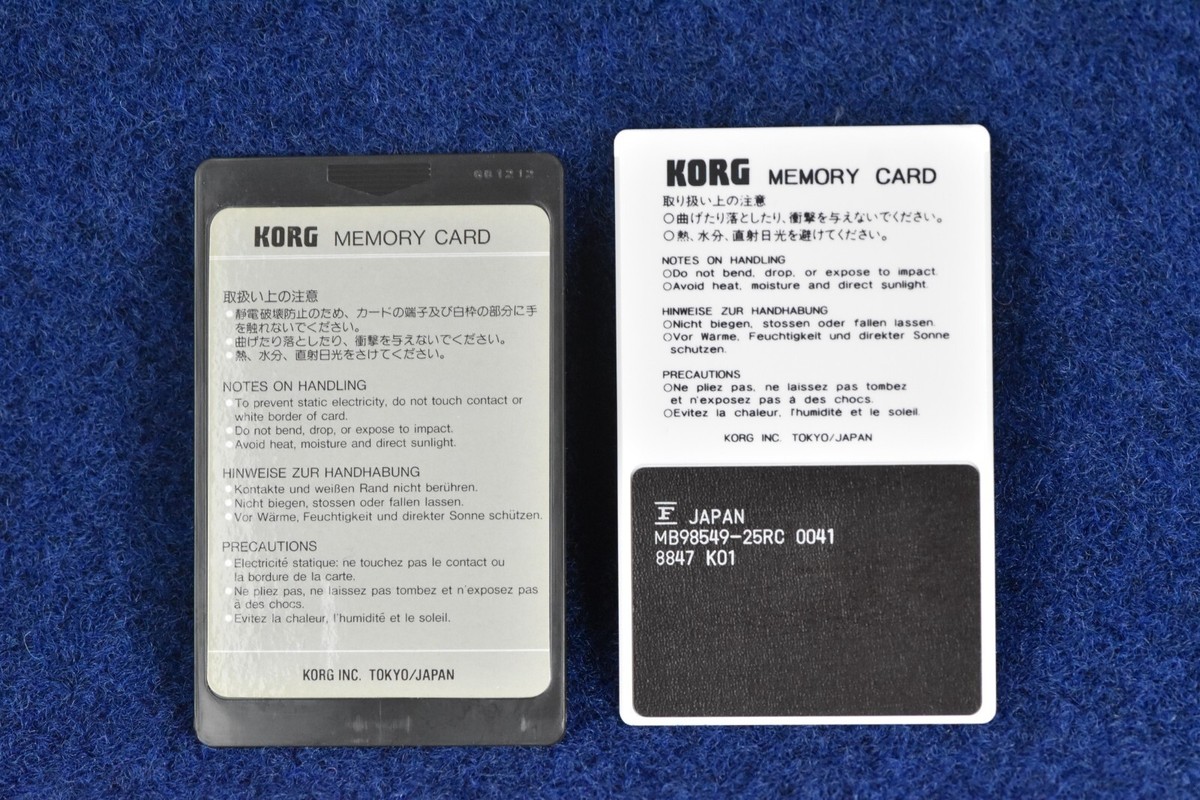 GG1212
KORG MEMORY CARD
取扱い上の注意
●静電破壊防止のため、カードの端子及び白枠の部分に手
を触れないでください。
●曲げたり落としたり、衝撃を与えないでください。
●熱、水分、直射日光をさけてください。
NOTES ON HANDLING
●To prevent static electricity, do not touch contact or
white border of card.
●Do not bend, drop, or expose to impact.
●Avoid heat, moisture and direct sunlight.
HINWEISE ZUR HANDHABUNG
●Kontakte und weißen Rand nicht berühren.
●Nicht biegen, stossen oder fallen lassen.
●Vor Wärme, Feuchtigkeit und direkter Sonne schützen.
PRECAUTIONS
●Electricité statique: ne touchez pas le contact ou
la bordure de la carte.
●Ne pliez pas, ne laissez pas tombez et n'exposez pas
à des chocs.
●Evitez la chaleur, l'humidité et le soleil.
KORG INC. TOKYO/JAPAN
KORG MEMORY CARD
取り扱い上の注意
○曲げたり落としたり、衝撃を与えないでください。
○熱、水分、直射日光を避けてください。
NOTES ON HANDLING
○Do not bend, drop, or expose to impact.
○Avoid heat, moisture and direct sunlight.
HINWEISE ZUR HANDHABUNG
○Nicht biegen, stossen oder fallen lassen.
○Vor Wärme, Feuchtigkeit und direkter Sonne
schutzen.
PRECAUTIONS
○Ne pliez pas, ne laissez pas tombez
et n'exposez pas á des chocs.
○Evitez la chaleur, l'humidité et le soleil.
KORG INC. TOKYO/JAPAN
F JAPAN
MB98549-25RC 0041
8847 K01